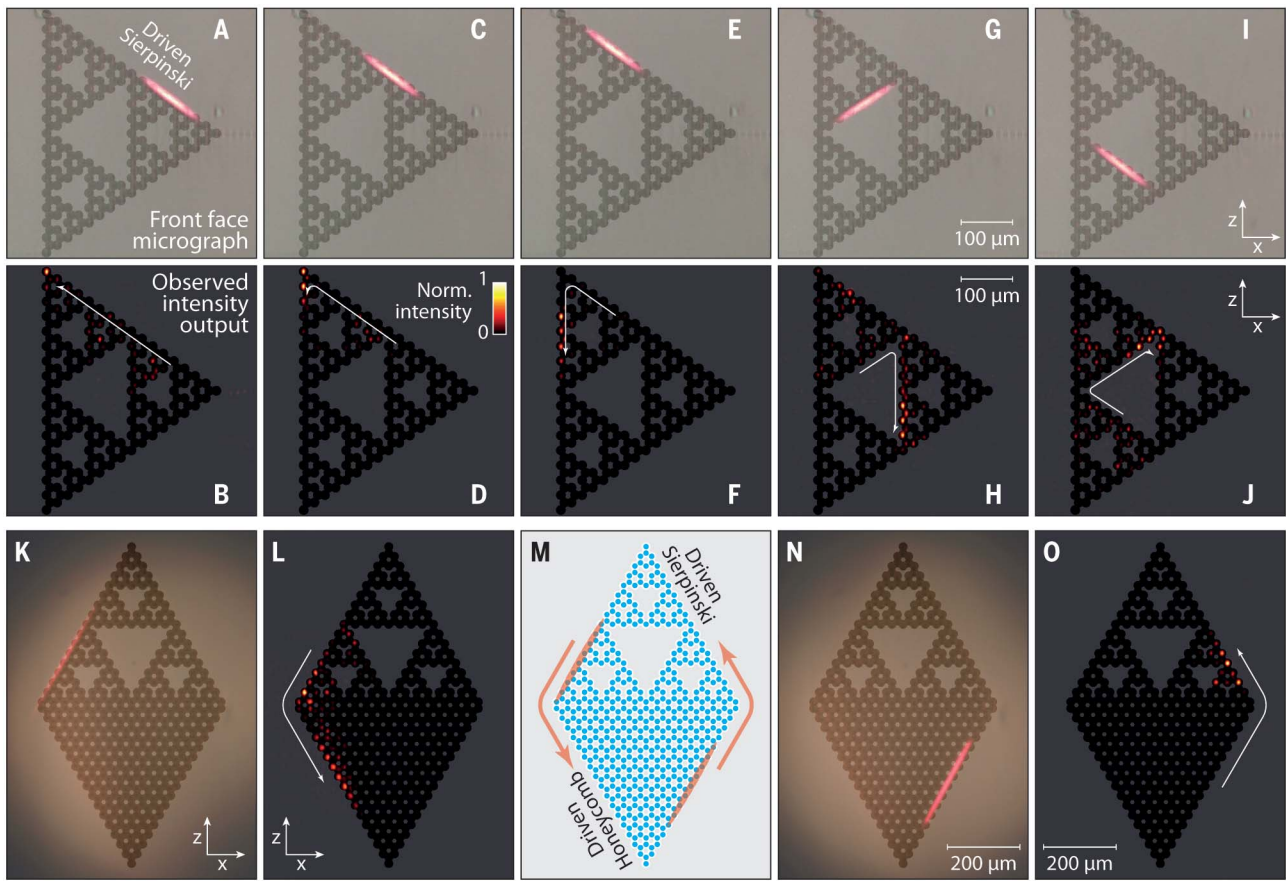 A
Driven
Sierpinski
Front face
micrograph
C
E
G
100 μm
I
z
x
Observed
intensity
output
B
1
Norm.
intensity
0
D
F
100 μm
H
z
x
J
K
z
x
L
M
Driven
Sierpinski
Driven
Honeycomb
N
200 μm
O
200 μm
z
x